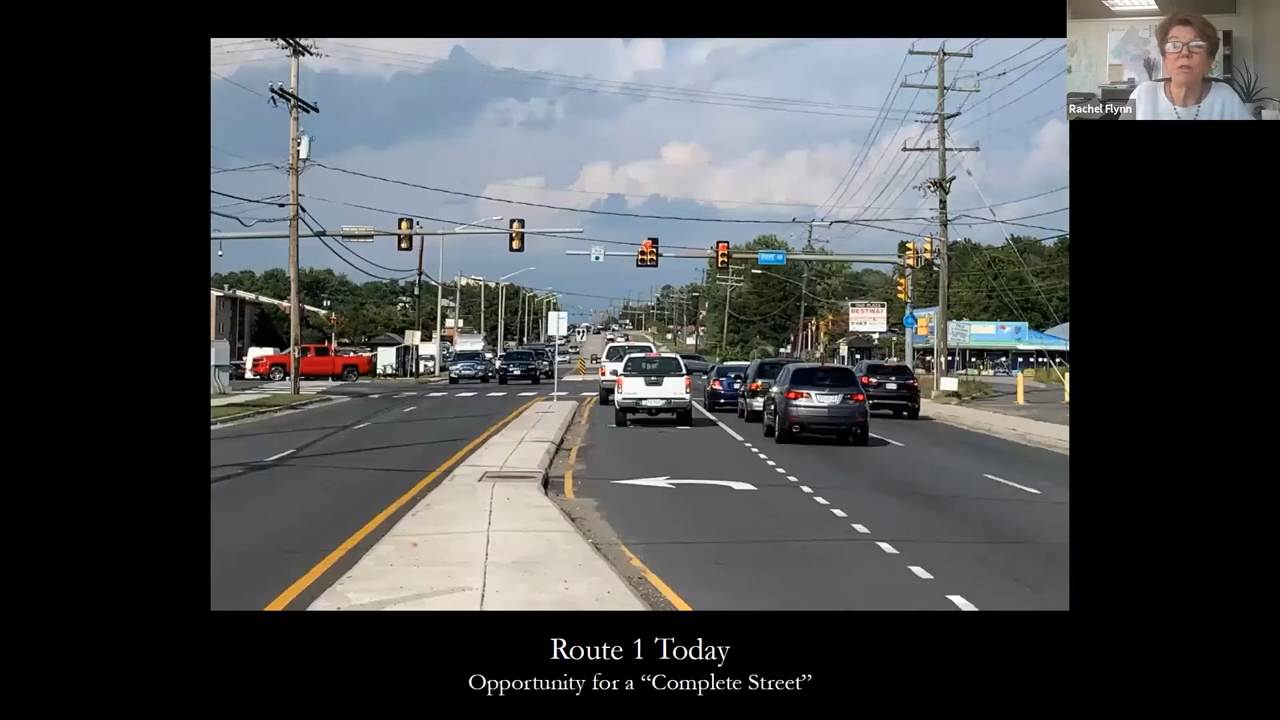 Rachel Flynn
BESTWAY
Route 1 Today
Opportunity for a “Complete Street”